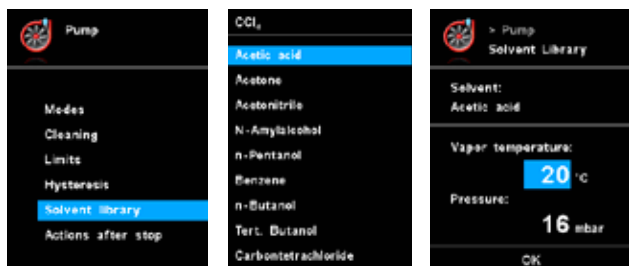 Pump
Modes
Cleaning
Limits
Hysteresis
Solvent library
Actions after stop
CCl₄
Acetic acid
Acetone
Acetonitrile
N-Amylalcohol
n-Pentanol
Benzene
n-Butanol
Tert. Butanol
Carbontetrachloride
> Pump
Solvent Library
Solvent:
Acetic acid
Vapor temperature:
20 °C
Pressure:
16 mbar
OK